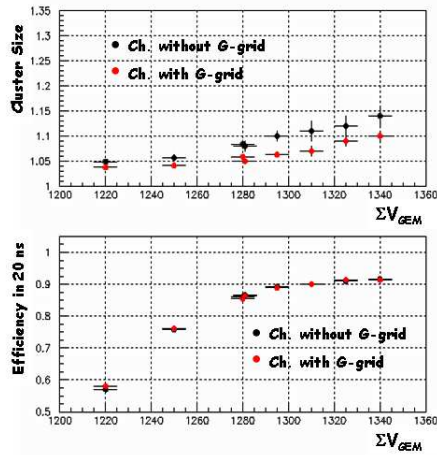 Cluster Size
1.35
1.3
1.25
1.2
1.15
1.1
1.05
1
Ch. without G-grid
Ch. with G-grid
1200 1220 1240 1260 1280 1300 1320 1340 1360
ΣV_GEM
Efficiency in 20 ns
1
0.9
0.8
0.7
0.6
0.5
Ch. without G-grid
Ch. with G-grid
1200 1220 1240 1260 1280 1300 1320 1340 1360
ΣV_GEM